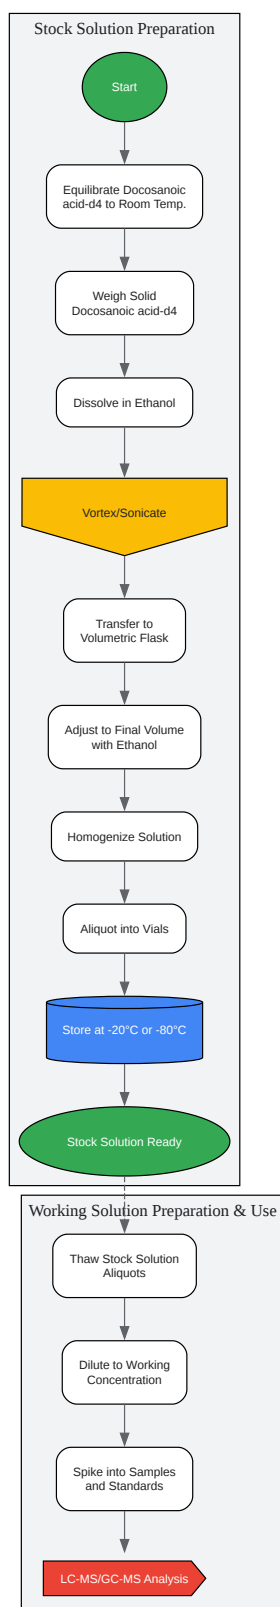 Stock Solution Preparation
Start
Equilibrate Docosanoic
acid-d4 to Room Temp.
Weigh Solid
Docosanoic acid-d4
Dissolve in Ethanol
Vortex/Sonicate
Transfer to
Volumetric Flask
Adjust to Final Volume
with Ethanol
Homogenize Solution
Aliquot into Vials
Store at -20°C or -80°C
Stock Solution Ready
Working Solution Preparation & Use
Thaw Stock Solution
Aliquots
Dilute to Working
Concentration
Spike into Samples
and Standards
LC-MS/GC-MS Analysis